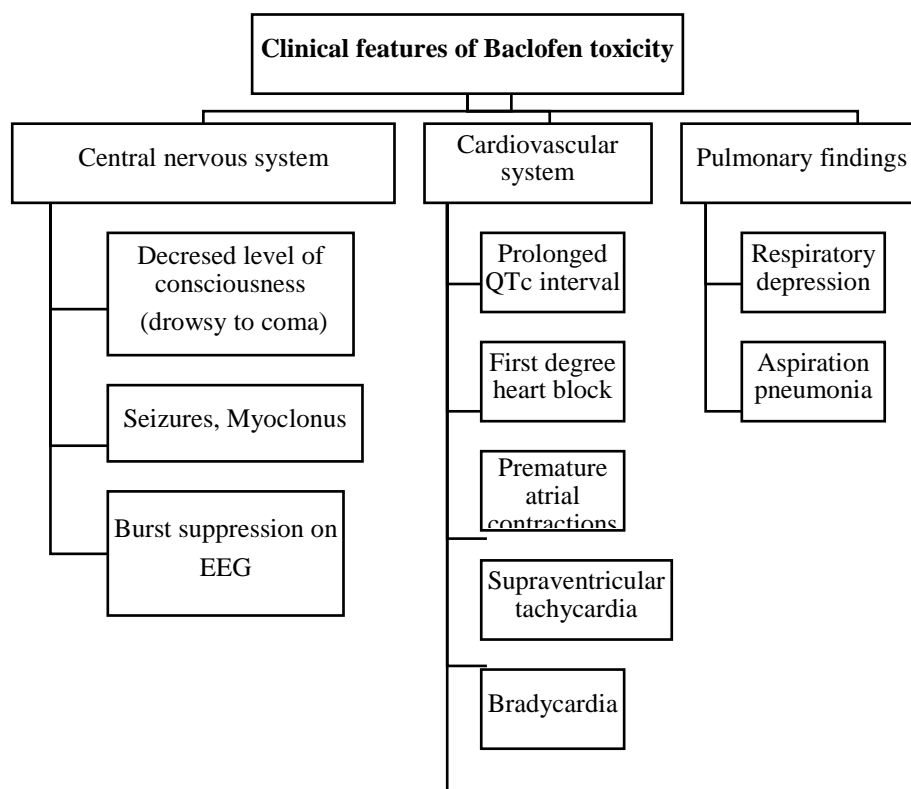 Clinical features of Baclofen toxicity
Central nervous system
Decresed level of
consciousness
(drowsy to coma)
Seizures, Myoclonus
Burst suppression on
EEG
Cardiovascular
system
Prolonged
QTc interval
First degree
heart block
Premature
atrial
contractions
Supraventricular
tachycardia
Bradycardia
Pulmonary findings
Respiratory
depression
Aspiration
pneumonia